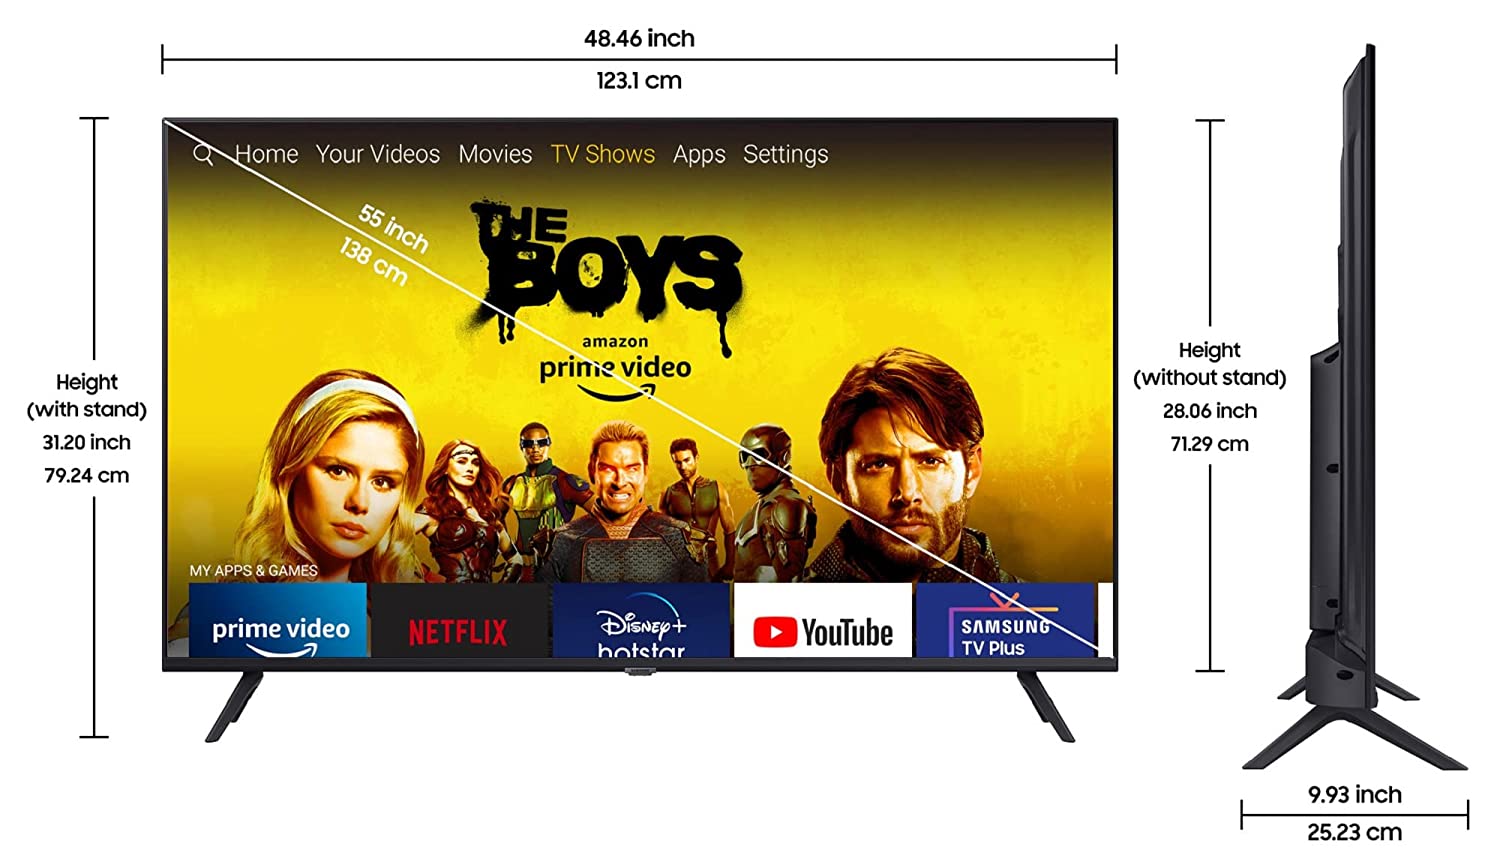 48.46 inch
123.1 cm
Home Your Videos Movies TV Shows Apps Settings
55 inch
138 cm
THE
BOYS
amazon
prime video
Height
(with stand)
31.20 inch
79.24 cm
Height
(without stand)
28.06 inch
71.29 cm
MY APPS & GAMES
prime video
NETFLIX
Disney+
hotstar
YouTube
SAMSUNG
TV Plus
9.93 inch
25.23 cm